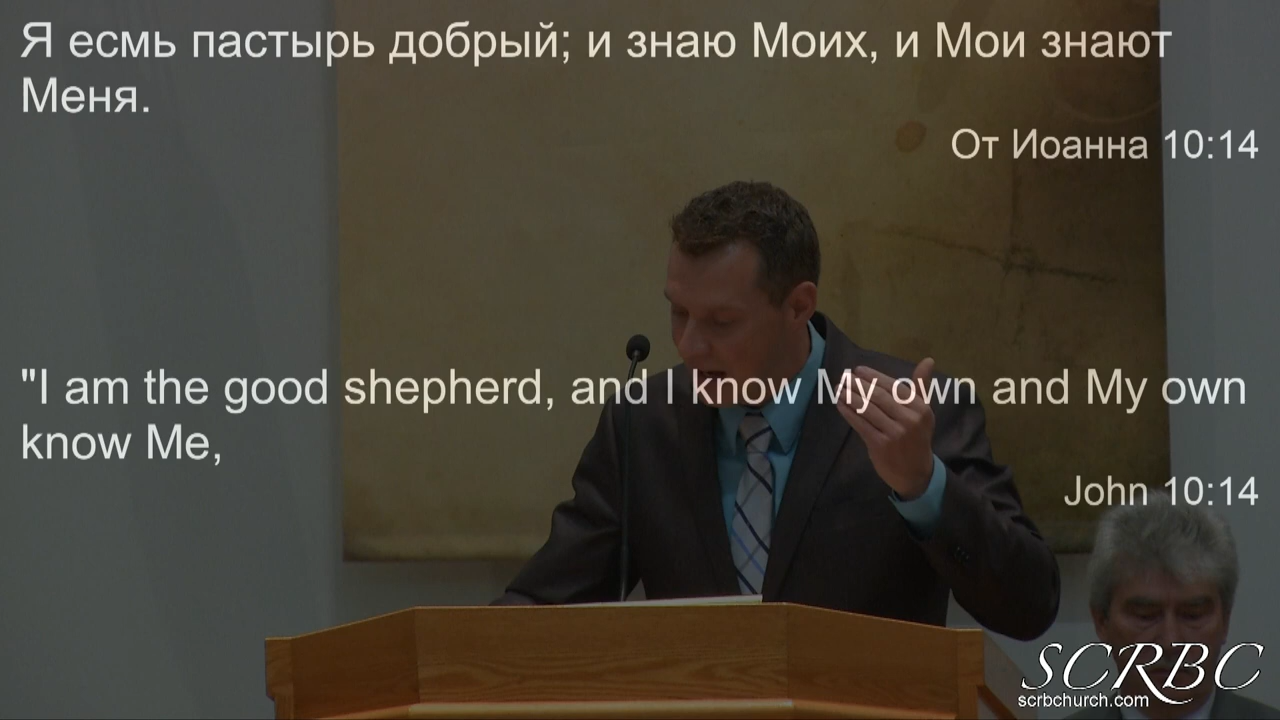 Я есмь пастырь добрый; и знаю Моих, и Мои знают
Меня.
От Иоанна 10:14
"I am the good shepherd, and I know My own and My own
know Me,
John 10:14
SCRBC
scrbchurch.com